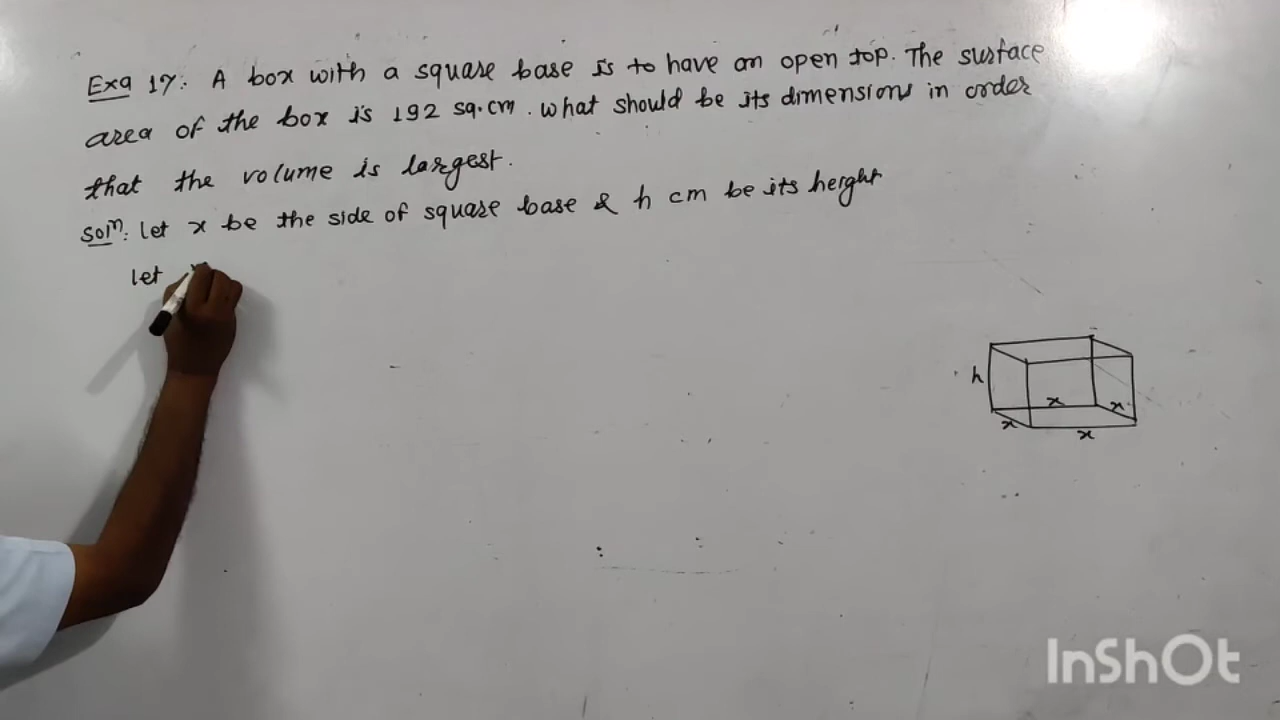 Exa 17: A box with a square base is to have an open top. The surface
area of the box is 192 sq.cm. what should be its dimensions in order
that the volume is largest.
solⁿ: let x be the side of square base & h cm be its height
let
h
x
x
x
x
InShOt